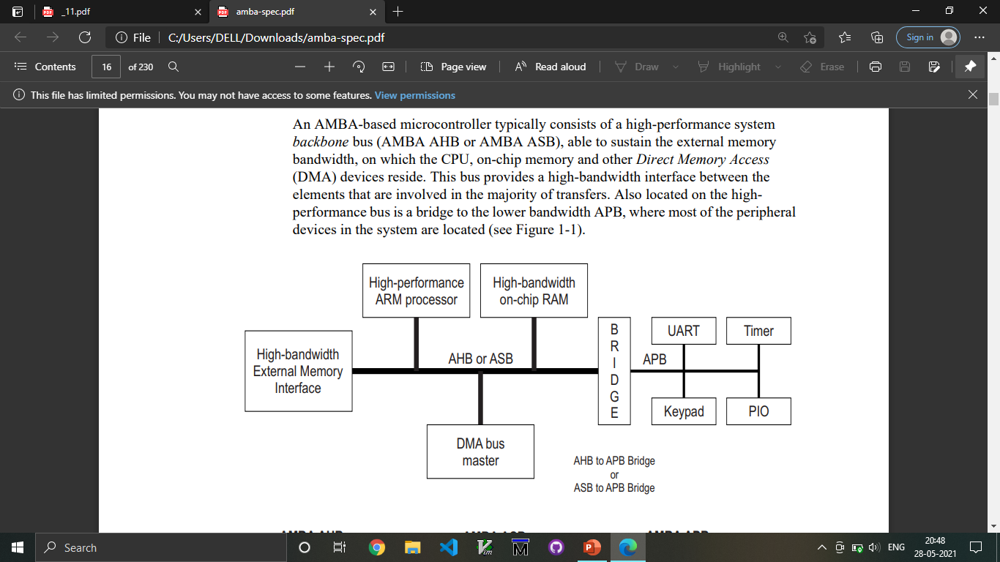 _11.pdf
amba-spec.pdf
File
C:/Users/DELL/Downloads/amba-spec.pdf
Sign in
Contents
16
of 230
Page view
Read aloud
Draw
Highlight
Erase
This file has limited permissions. You may not have access to some features. View permissions
An AMBA-based microcontroller typically consists of a high-performance system
backbone bus (AMBA AHB or AMBA ASB), able to sustain the external memory
bandwidth, on which the CPU, on-chip memory and other Direct Memory Access
(DMA) devices reside. This bus provides a high-bandwidth interface between the
elements that are involved in the majority of transfers. Also located on the high-
performance bus is a bridge to the lower bandwidth APB, where most of the peripheral
devices in the system are located (see Figure 1-1).
High-performance
ARM processor
High-bandwidth
on-chip RAM
High-bandwidth
External Memory
Interface
AHB or ASB
B
R
I
D
G
E
UART
Timer
APB
Keypad
PIO
DMA bus
master
AHB to APB Bridge
or
ASB to APB Bridge
Search
ENG
20:48
28-05-2021